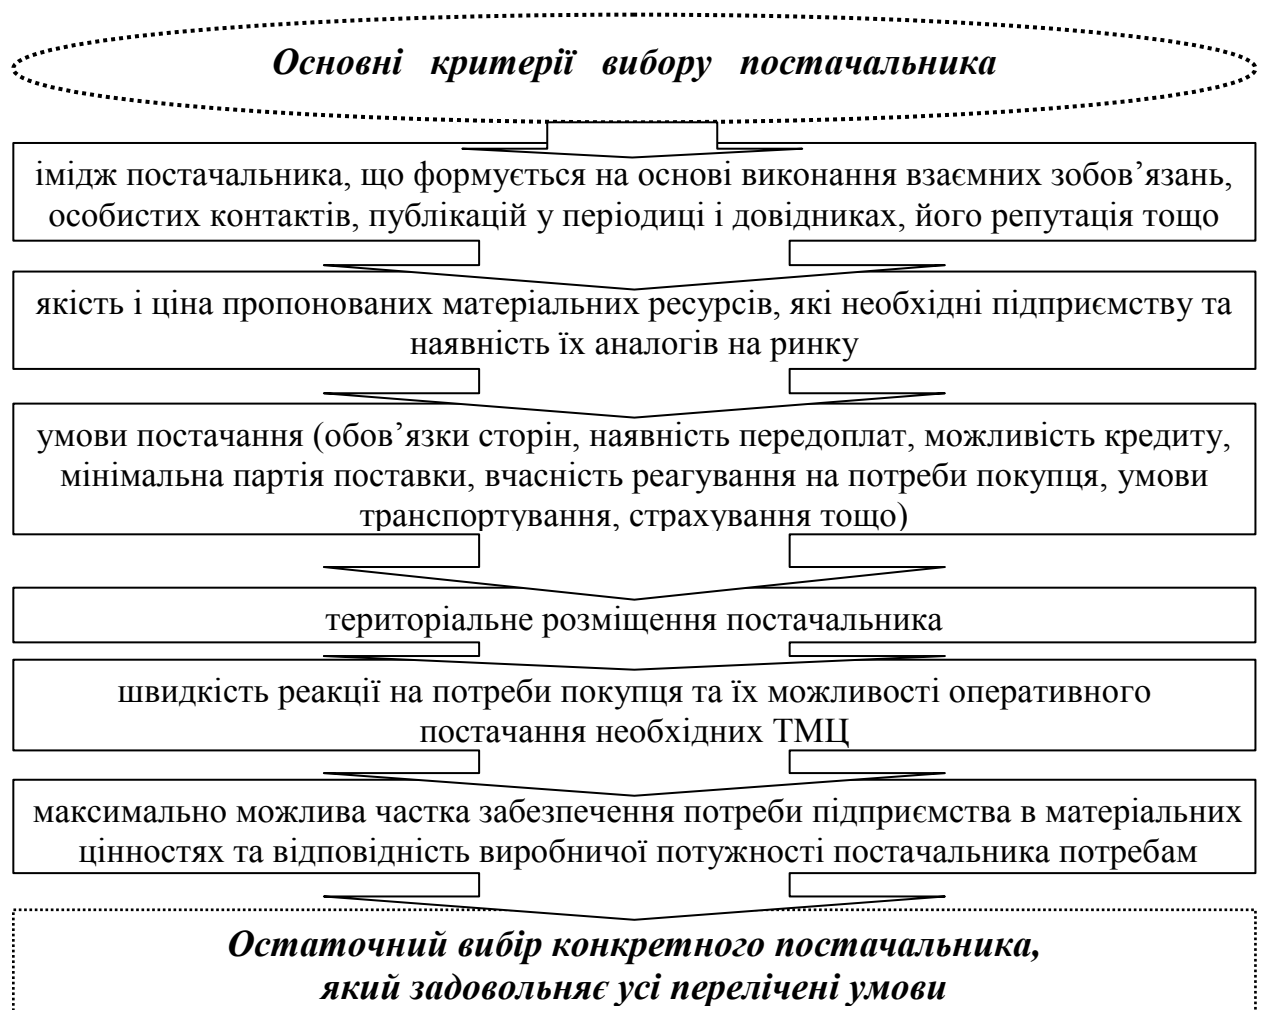 Основні критерії вибору постачальника
імідж постачальника, що формується на основі виконання взаємних зобов’язань,
особистих контактів, публікацій у періодиці і довідниках, його репутація тощо
якість і ціна пропонованих матеріальних ресурсів, які необхідні підприємству та
наявність їх аналогів на ринку
умови постачання (обов’язки сторін, наявність передоплат, можливість кредиту,
мінімальна партія поставки, вчасність реагування на потреби покупця, умови
транспортування, страхування тощо)
територіальне розміщення постачальника
швидкість реакції на потреби покупця та їх можливості оперативного
постачання необхідних ТМЦ
максимально можлива частка забезпечення потреби підприємства в матеріальних
цінностях та відповідність виробничої потужності постачальника потребам
Остаточний вибір конкретного постачальника,
який задовольняє усі перелічені умови